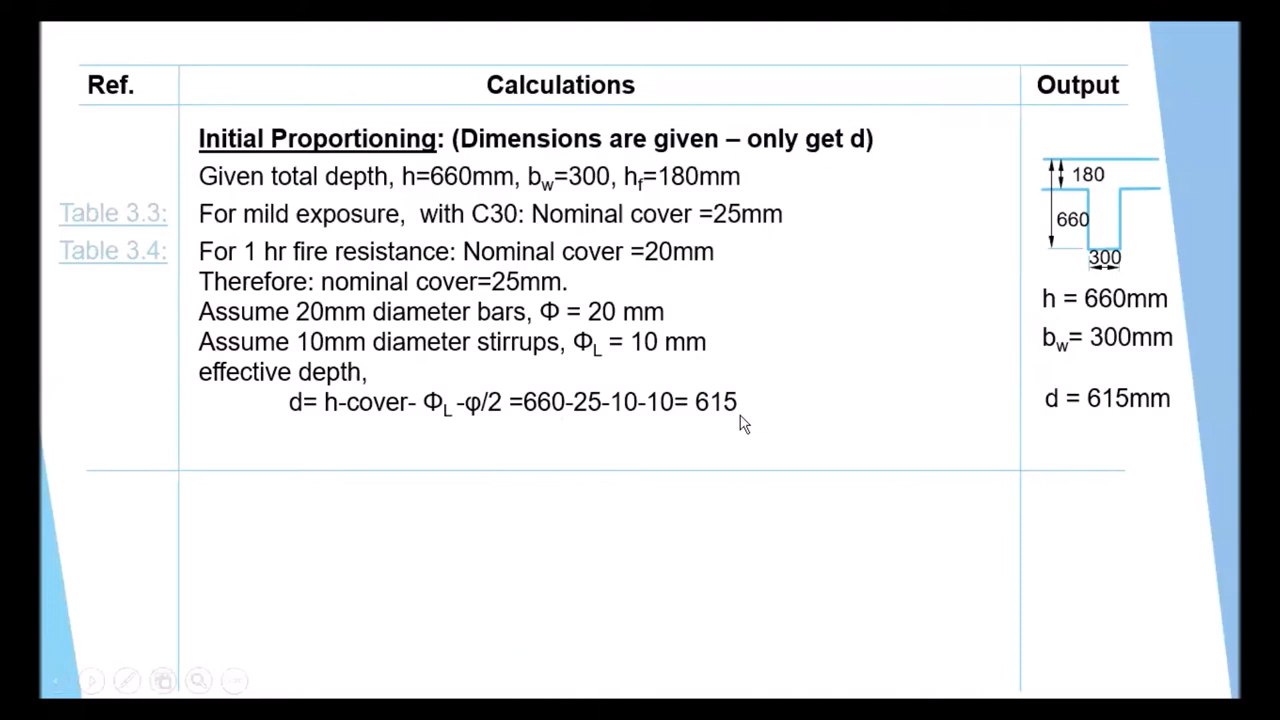 Ref.
Calculations
Output
Initial Proportioning: (Dimensions are given – only get d)
Given total depth, h=660mm, bw=300, hf=180mm
Table 3.3:
For mild exposure, with C30: Nominal cover =25mm
Table 3.4:
For 1 hr fire resistance: Nominal cover =20mm
Therefore: nominal cover=25mm.
Assume 20mm diameter bars, Φ = 20 mm
Assume 10mm diameter stirrups, ΦL = 10 mm
effective depth,
d= h-cover- ΦL -φ/2 =660-25-10-10= 615
180
660
300
h = 660mm
bw= 300mm
d = 615mm